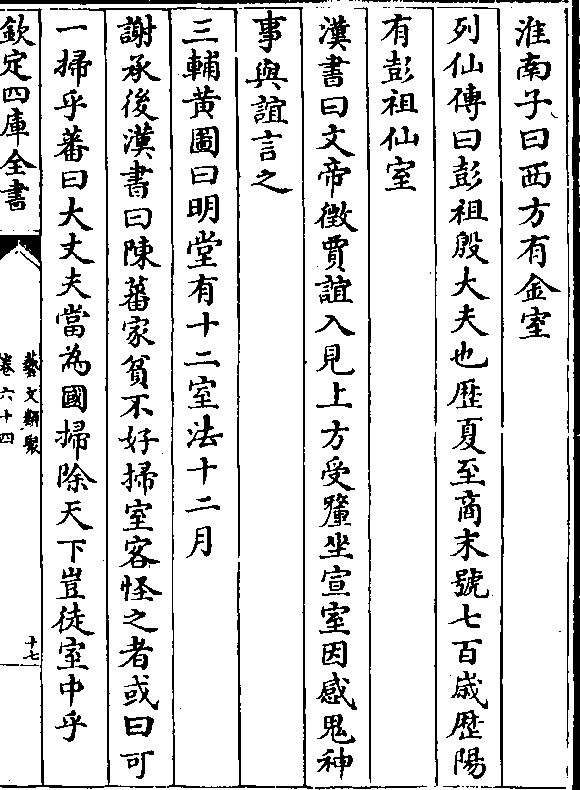 淮南子曰西方有金室
列仙傳曰彭祖殷大夫也歷夏至商末號七百歲歷陽
有彭祖仙室
漢書曰文帝徵賈誼入見上方受釐坐宣室因感鬼神
事與誼言之
三輔黄圖曰明堂有十二室法十二月
謝承後漢書曰陳蕃家貧不好掃室客怪之者或曰可
一掃乎蕃曰大丈夫當為國掃除天下豈徒室中乎
欽定四庫全書
藝文類聚
卷六十四
十七